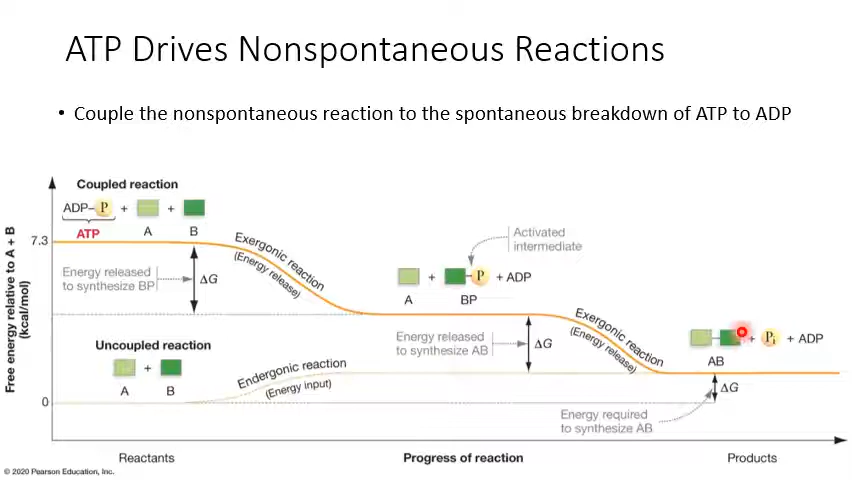 ATP Drives Nonspontaneous Reactions
• Couple the nonspontaneous reaction to the spontaneous breakdown of ATP to ADP
Free energy relative to A + B
(kcal/mol)
7.3
0
Coupled reaction
ADP–P + +
ATP A B
Energy released
to synthesize BP
ΔG
Exergonic reaction
(Energy release)
Uncoupled reaction
+
A B
Endergonic reaction
(Energy input)
Activated
intermediate
+ P + ADP
A BP
Energy released
to synthesize AB
ΔG
Exergonic reaction
(Energy release)
+ Pi + ADP
AB
ΔG
Energy required
to synthesize AB
Reactants Progress of reaction Products
© 2020 Pearson Education, Inc.